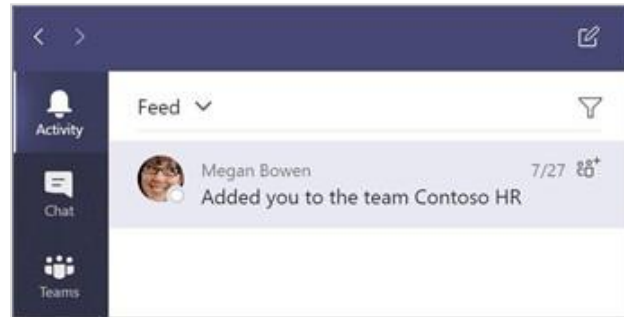 Activity
Feed
Megan Bowen 7/27
Added you to the team Contoso HR
Chat
Teams